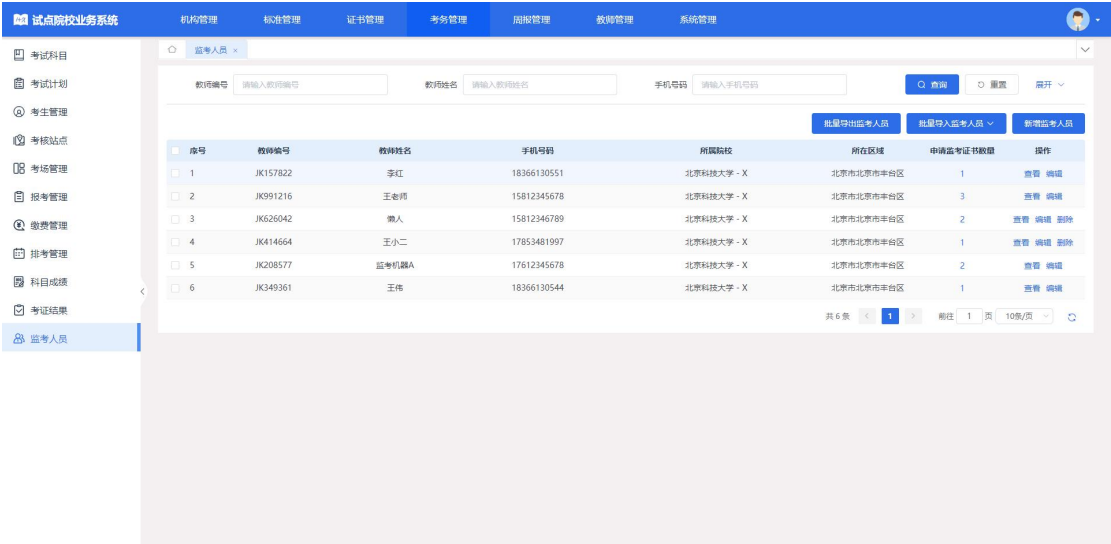 试点院校业务系统 机构管理 标准管理 证书管理 考务管理 周报管理 教师管理 系统管理
考试科目
考试计划
考生管理
考核站点
考场管理
报考管理
缴费管理
排考管理
科目成绩
考证结果
监考人员
监考人员 ×
教师编号 请输入教师编号 教师姓名 请输入教师姓名 手机号码 请输入手机号码 查询 重置 展开
批量导出监考人员 批量导入监考人员 新增监考人员
序号 教师编号 教师姓名 手机号码 所属院校 所在区域 申请监考证书数量 操作
1 JK157822 李红 18366130551 北京科技大学 - X 北京市北京市丰台区 1 查看 编辑
2 JK991216 王老师 15812345678 北京科技大学 - X 北京市北京市丰台区 3 查看 编辑
3 JK626042 懒人 15812346789 北京科技大学 - X 北京市北京市丰台区 2 查看 编辑 删除
4 JK414664 王小二 17853481997 北京科技大学 - X 北京市北京市丰台区 1 查看 编辑 删除
5 JK208577 监考机器A 17612345678 北京科技大学 - X 北京市北京市丰台区 2 查看 编辑
6 JK349361 王伟 18366130544 北京科技大学 - X 北京市北京市丰台区 1 查看 编辑
共 6 条 < 1 > 前往 1 页 10条/页